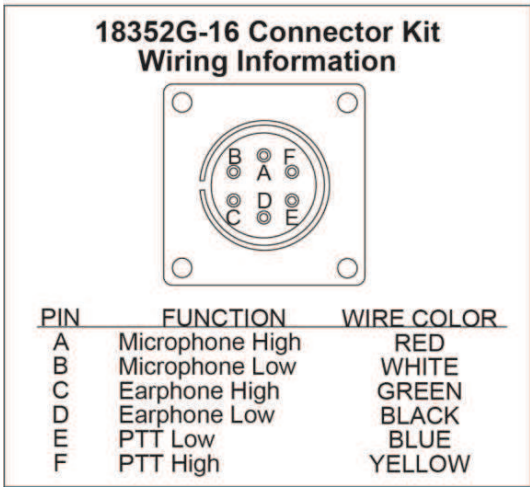 18352G-16 Connector Kit
Wiring Information
B F
A
D
C E
PIN FUNCTION WIRE COLOR
A Microphone High RED
B Microphone Low WHITE
C Earphone High GREEN
D Earphone Low BLACK
E PTT Low BLUE
F PTT High YELLOW